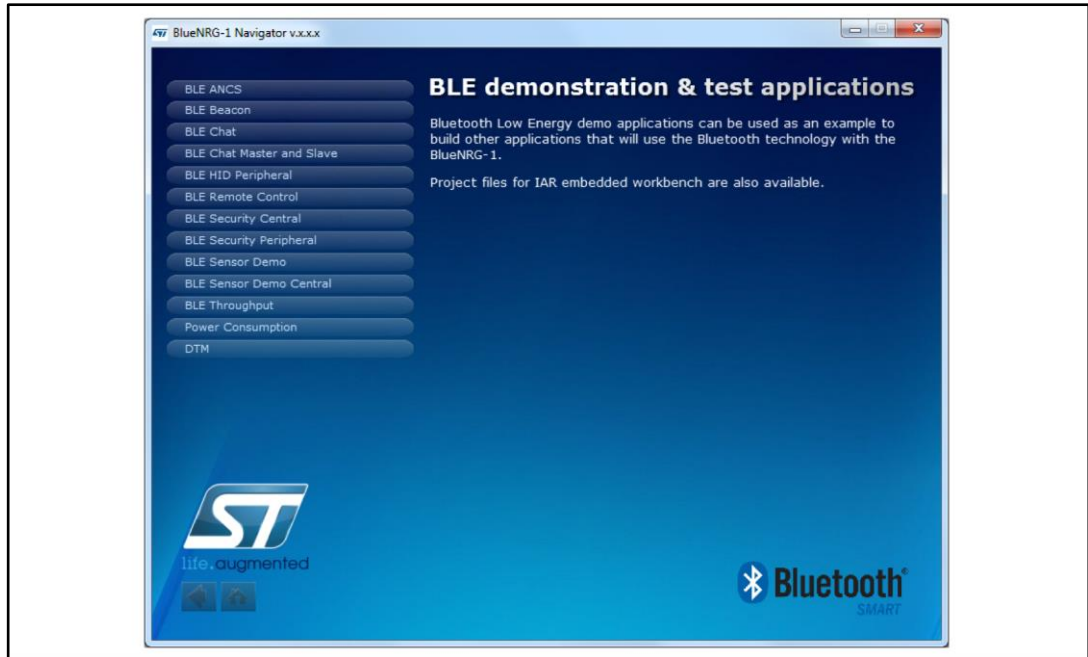 BlueNRG-1 Navigator v.x.x.x
BLE ANCS
BLE Beacon
BLE Chat
BLE Chat Master and Slave
BLE HID Peripheral
BLE Remote Control
BLE Security Central
BLE Security Peripheral
BLE Sensor Demo
BLE Sensor Demo Central
BLE Throughput
Power Consumption
DTM
BLE demonstration & test applications
Bluetooth Low Energy demo applications can be used as an example to
build other applications that will use the Bluetooth technology with the
BlueNRG-1.
Project files for IAR embedded workbench are also available.
ST
life.augmented
Bluetooth®
SMART